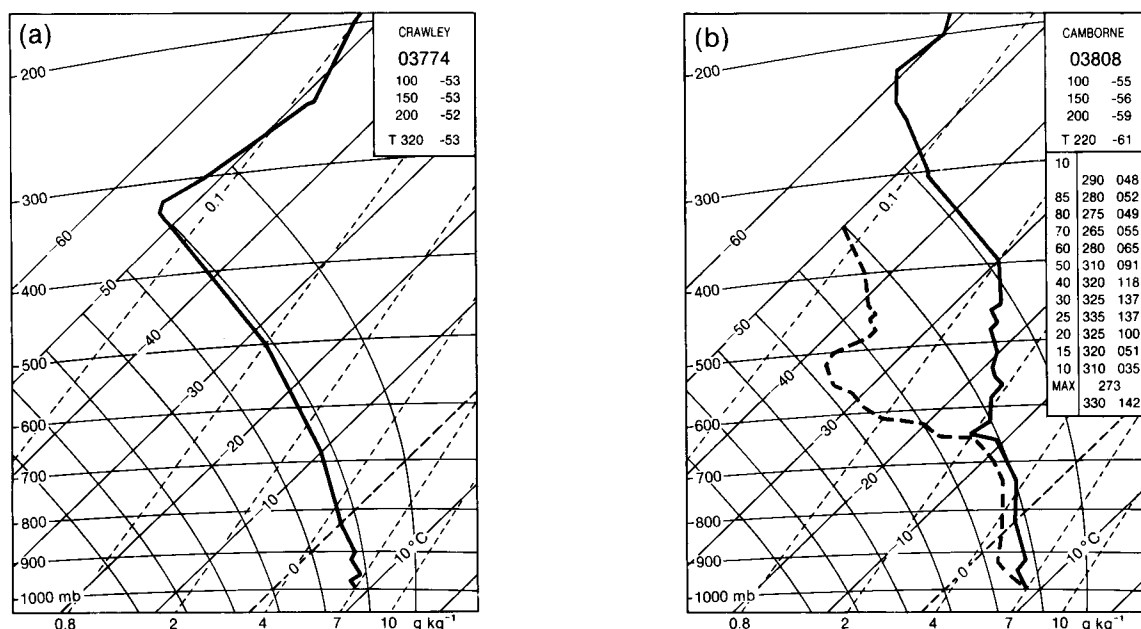 (a)
CRAWLEY
03774
100 -53
150 -53
200 -52
T 320 -53
200
300
400
500
600
700
800
900
1000 mb
-60
-50
-40
-30
-20
-10
0
10 °C
0.1
0.8 2 4 7 10 g kg⁻¹
(b)
CAMBORNE
03808
100 -55
150 -56
200 -59
T 220 -61
10
290 048
85 280 052
80 275 049
70 265 055
60 280 065
50 310 091
40 320 118
30 325 137
25 335 137
20 325 100
15 320 051
10 310 035
MAX 273
330 142
200
300
400
500
600
700
800
900
1000 mb
-60
-50
-40
-30
-20
-10
0
10 °C
0.1
0.8 2 4 7 10 g kg⁻¹